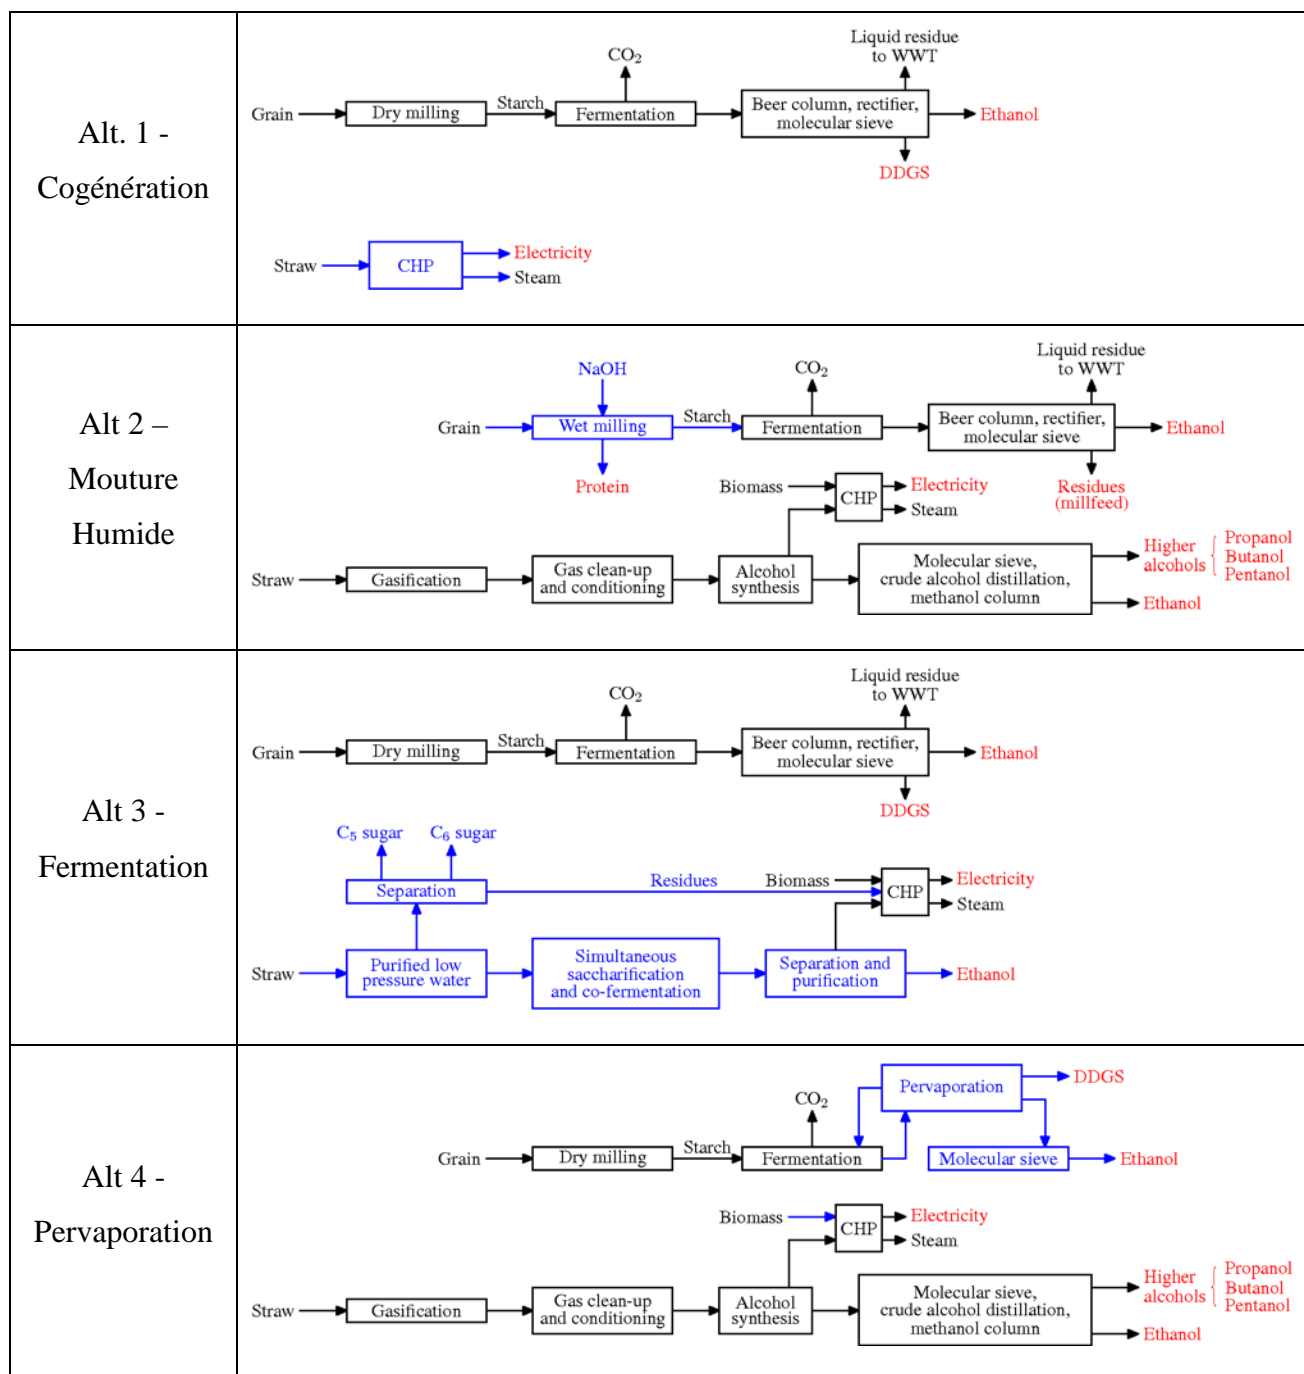 Alt. 1 -
Cogénération
Liquid residue
to WWT
CO₂
Grain
Dry milling
Starch
Fermentation
Beer column, rectifier,
molecular sieve
Ethanol
DDGS
Straw
CHP
Electricity
Steam
Alt 2 –
Mouture
Humide
Liquid residue
to WWT
NaOH
CO₂
Grain
Wet milling
Starch
Fermentation
Beer column, rectifier,
molecular sieve
Ethanol
Protein
Biomass
CHP
Electricity
Steam
Residues
(millfeed)
Straw
Gasification
Gas clean-up
and conditioning
Alcohol
synthesis
Molecular sieve,
crude alcohol distillation,
methanol column
Higher
alcohols
Propanol
Butanol
Pentanol
Ethanol
Alt 3 -
Fermentation
Liquid residue
to WWT
CO₂
Grain
Dry milling
Starch
Fermentation
Beer column, rectifier,
molecular sieve
Ethanol
DDGS
C₅ sugar
C₆ sugar
Separation
Residues
Biomass
CHP
Electricity
Steam
Straw
Purified low
pressure water
Simultaneous
saccharification
and co-fermentation
Separation and
purification
Ethanol
Alt 4 -
Pervaporation
Pervaporation
DDGS
CO₂
Grain
Dry milling
Starch
Fermentation
Molecular sieve
Ethanol
Biomass
CHP
Electricity
Steam
Straw
Gasification
Gas clean-up
and conditioning
Alcohol
synthesis
Molecular sieve,
crude alcohol distillation,
methanol column
Higher
alcohols
Propanol
Butanol
Pentanol
Ethanol